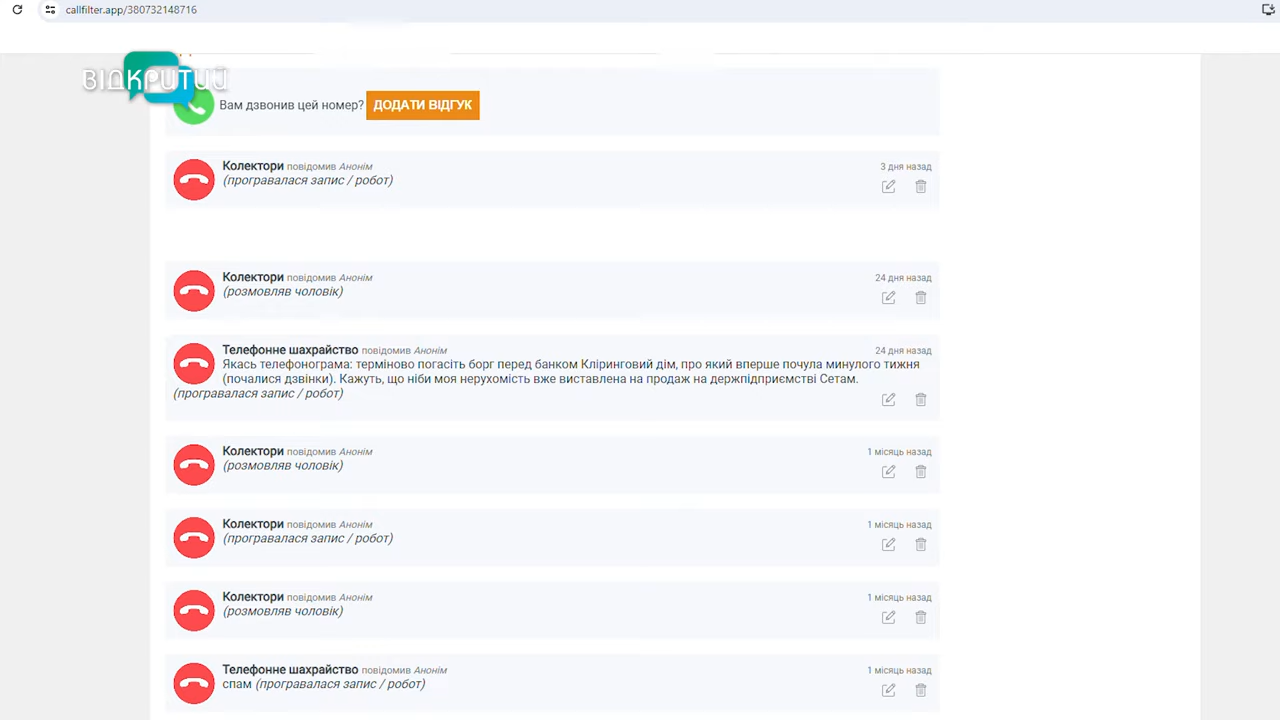 callfilter.app/380732148716
ВІДКРИТИЙ
Вам дзвонив цей номер? ДОДАТИ ВІДГУК
Колектори повідомив Анонім
3 дня назад
(програвалася запис / робот)
Колектори повідомив Анонім
24 дня назад
(розмовляв чоловік)
Телефонне шахрайство повідомив Анонім
24 дня назад
Якась телефонограма: терміново погасіть борг перед банком Кліринговий дім, про який вперше почула минулого тижня
(почалися дзвінки). Кажуть, що ніби моя нерухомість вже виставлена на продаж на держпідприємстві Сетам.
(програвалася запис / робот)
Колектори повідомив Анонім
1 місяць назад
(розмовляв чоловік)
Колектори повідомив Анонім
1 місяць назад
(програвалася запис / робот)
Колектори повідомив Анонім
1 місяць назад
(розмовляв чоловік)
Телефонне шахрайство повідомив Анонім
1 місяць назад
спам (програвалася запис / робот)